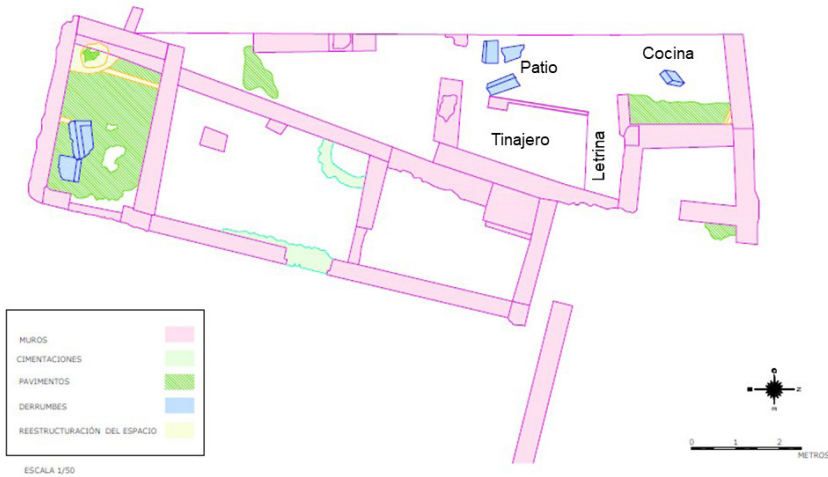 Patio
Cocina
Tinajero
Letrina
MUROS
CIMENTACIONES
PAVIMENTOS
DERRUMBES
REESTRUCTURACIÓN DEL ESPACIO
N
0 1 2
METROS
ESCALA 1/50